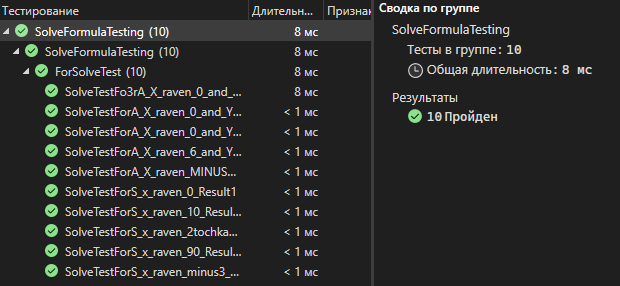 Тестирование Длительн... Признак
SolveFormulaTesting (10) 8 мс
SolveFormulaTesting (10) 8 мс
ForSolveTest (10) 8 мс
SolveTestFo3rA_X_raven_0_and_... 8 мс
SolveTestForA_X_raven_0_and_Y... < 1 мс
SolveTestForA_X_raven_0_and_Y... < 1 мс
SolveTestForA_X_raven_6_and_Y... < 1 мс
SolveTestForA_X_raven_MINUS... < 1 мс
SolveTestForS_x_raven_0_Result1 < 1 мс
SolveTestForS_x_raven_10_Resul... < 1 мс
SolveTestForS_x_raven_2tochka... < 1 мс
SolveTestForS_x_raven_90_Resul... < 1 мс
SolveTestForS_x_raven_minus3_... < 1 мс
Сводка по группе
SolveFormulaTesting
Тесты в группе: 10
Общая длительность: 8 мс
Результаты
10 Пройден